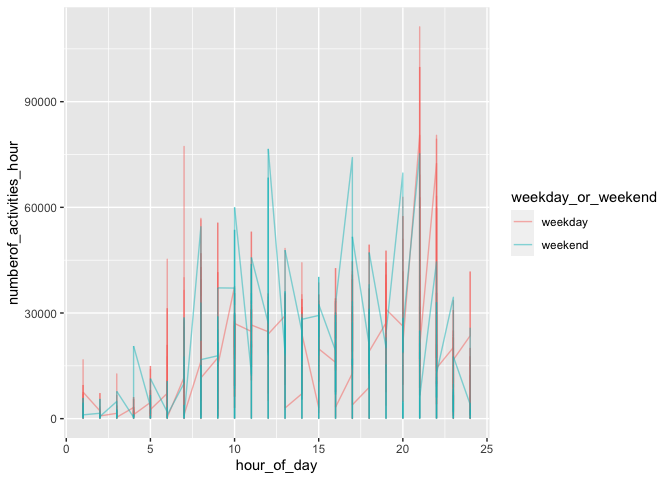 numberof_activities_hour
90000
60000
30000
0
0
5
10
15
20
25
hour_of_day
weekday_or_weekend
weekday
weekend